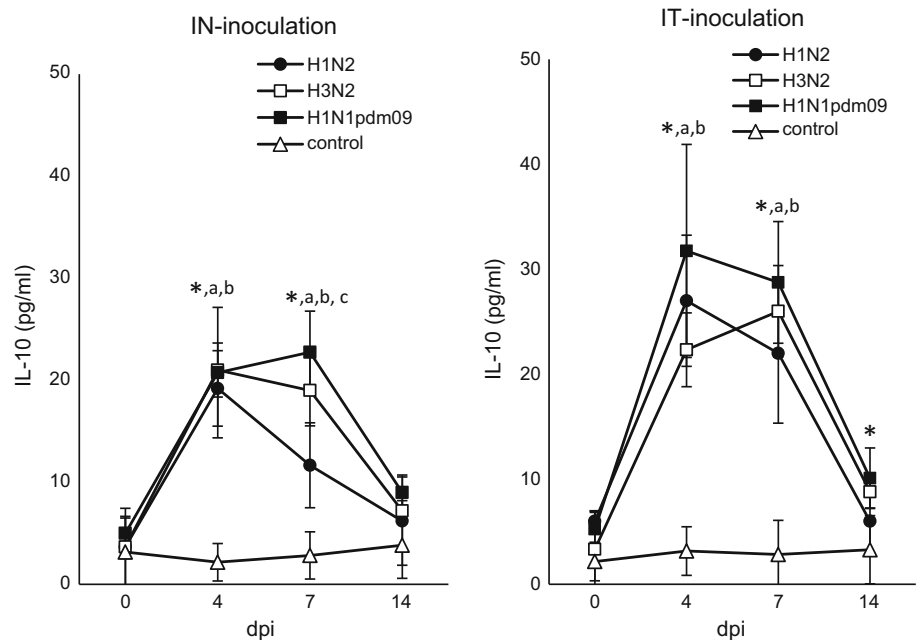 IN-inoculation
H1N2
H3N2
H1N1pdm09
control
50
40
30
20
10
0
IL-10 (pg/ml)
*,a,b
*,a,b, c
0
4
7
14
dpi
IT-inoculation
H1N2
H3N2
H1N1pdm09
control
50
40
30
20
10
0
IL-10 (pg/ml)
*,a,b
*,a,b
*
0
4
7
14
dpi